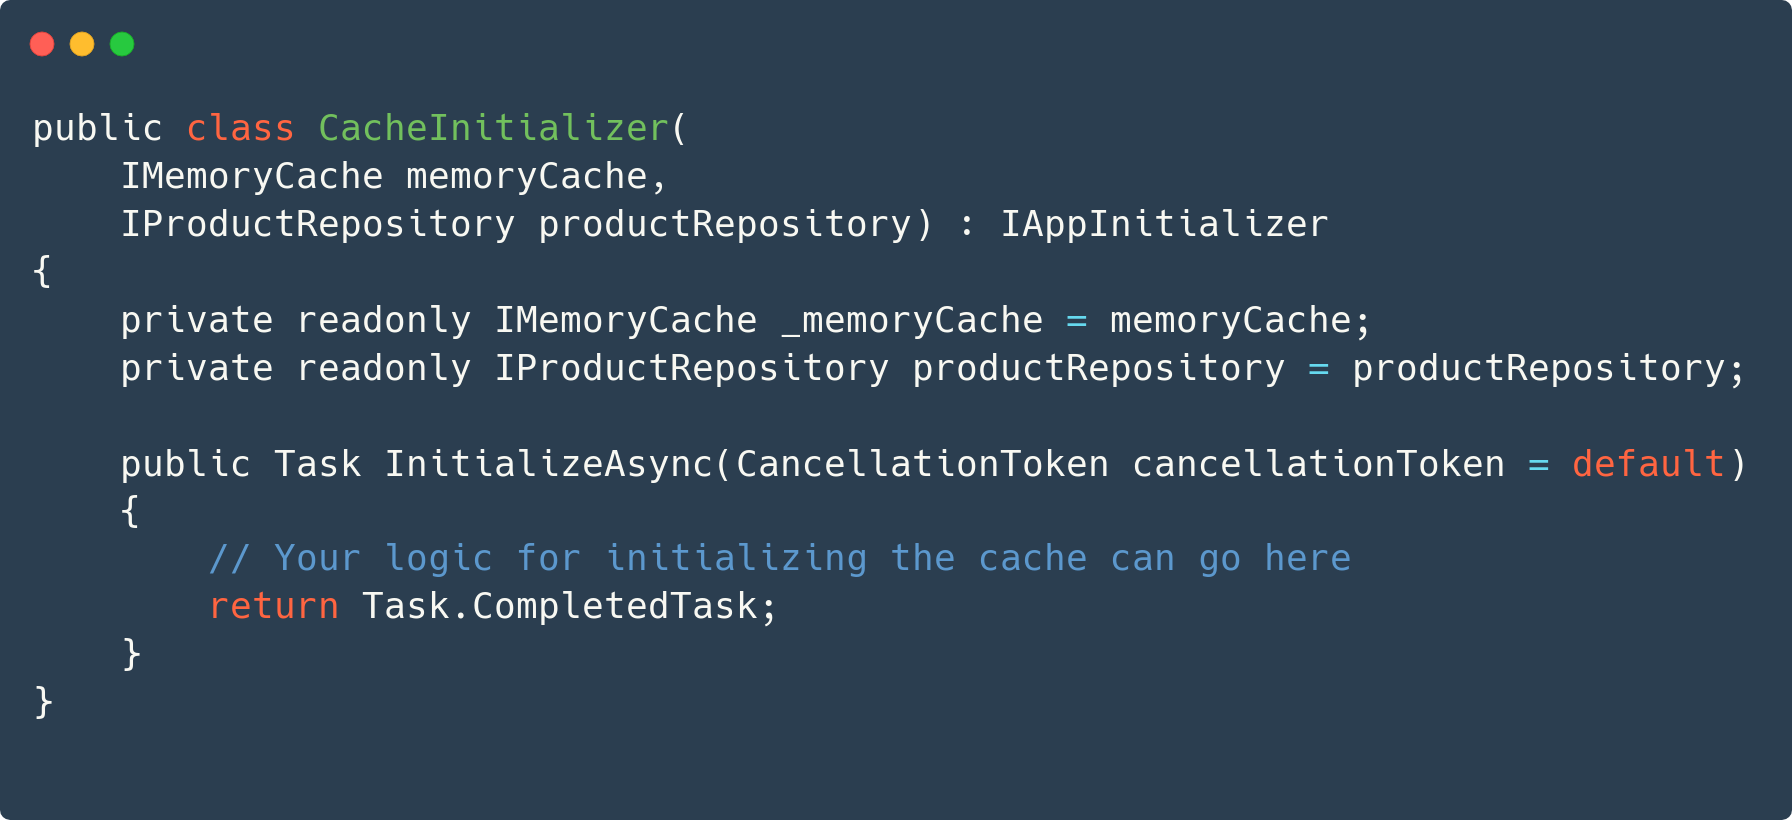 public class CacheInitializer(
    IMemoryCache memoryCache,
    IProductRepository productRepository) : IAppInitializer
{
    private readonly IMemoryCache _memoryCache = memoryCache;
    private readonly IProductRepository productRepository = productRepository;

    public Task InitializeAsync(CancellationToken cancellationToken = default)
    {
        // Your logic for initializing the cache can go here
        return Task.CompletedTask;
    }
}